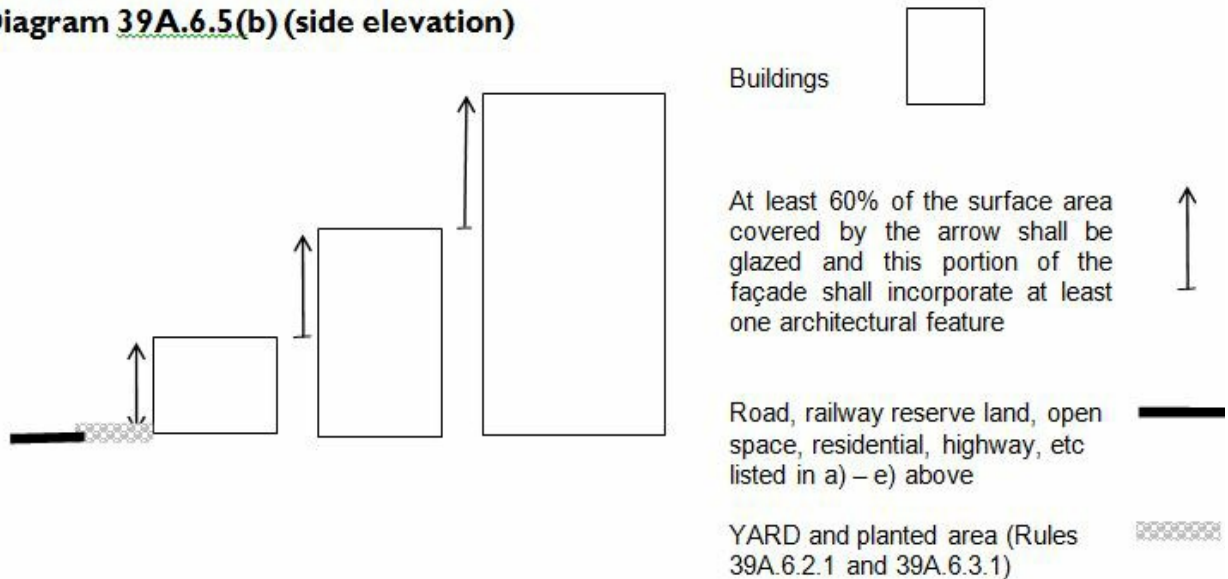 iagram 39A.6.5(b) (side elevation)
Buildings
At least 60% of the surface area
covered by the arrow shall be
glazed and this portion of the
façade shall incorporate at least
one architectural feature
Road, railway reserve land, open
space, residential, highway, etc
listed in a) – e) above
YARD and planted area (Rules
39A.6.2.1 and 39A.6.3.1)